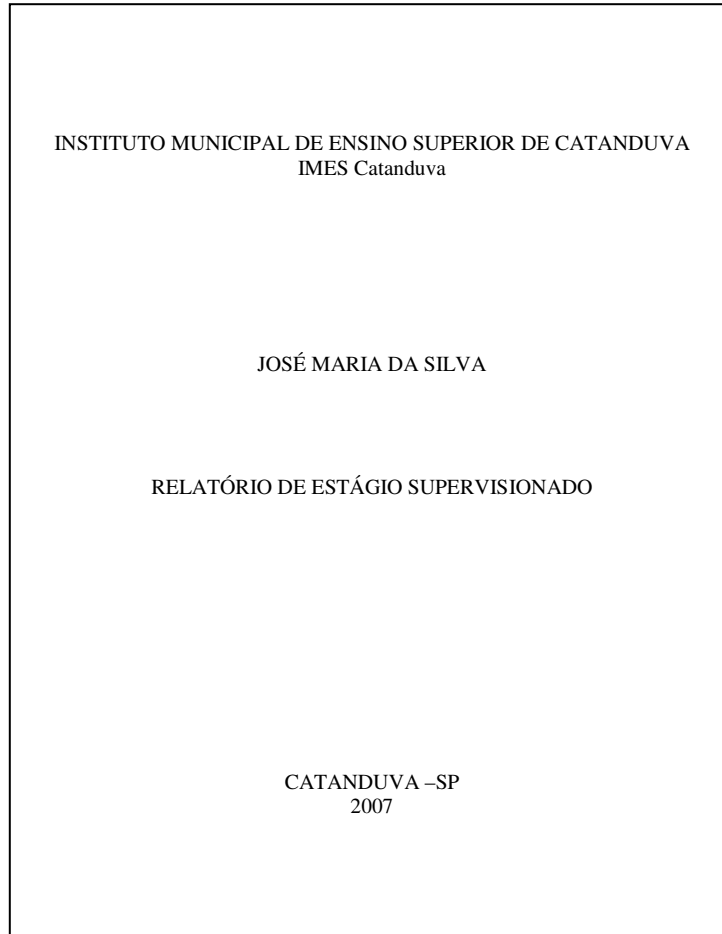 INSTITUTO MUNICIPAL DE ENSINO SUPERIOR DE CATANDUVA
IMES Catanduva
JOSÉ MARIA DA SILVA
RELATÓRIO DE ESTÁGIO SUPERVISIONADO
CATANDUVA –SP
2007